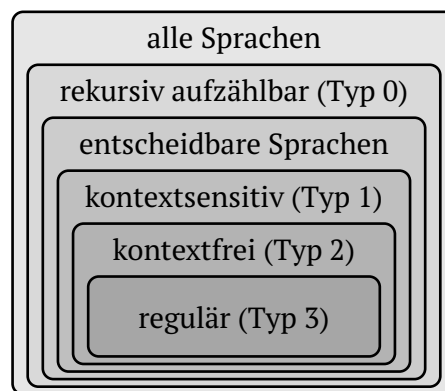 alle Sprachen
rekursiv aufzählbar (Typ 0)
entscheidbare Sprachen
kontextsensitiv (Typ 1)
kontextfrei (Typ 2)
regulär (Typ 3)